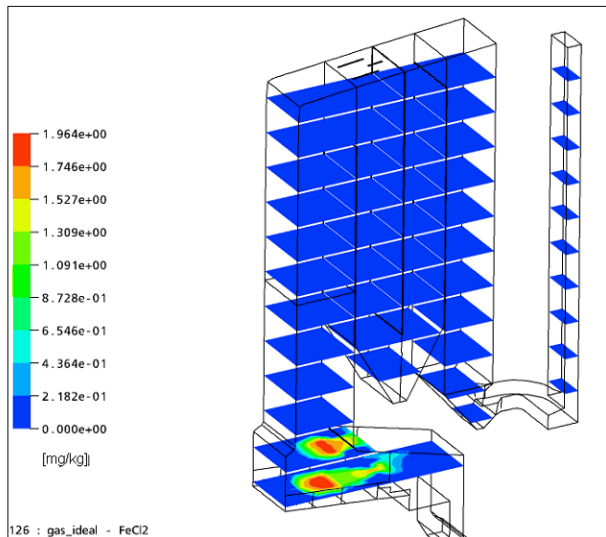 1.964e+00
1.746e+00
1.527e+00
1.309e+00
1.091e+00
8.728e-01
6.546e-01
4.364e-01
2.182e-01
0.000e+00
[mg/kg]
126 : gas_ideal - FeCl2